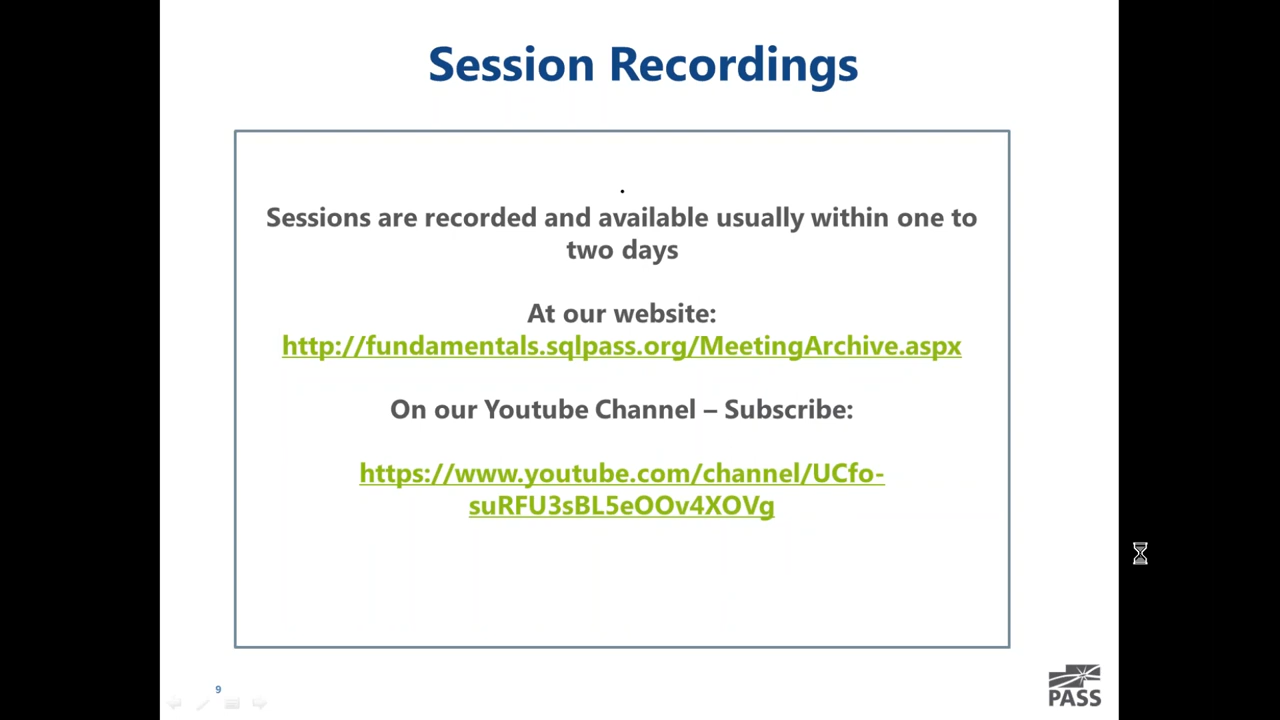 Session Recordings
.
Sessions are recorded and available usually within one to
two days
At our website:
http://fundamentals.sqlpass.org/MeetingArchive.aspx
On our Youtube Channel – Subscribe:
https://www.youtube.com/channel/UCfo-
suRFU3sBL5eOOv4XOVg
9
PASS